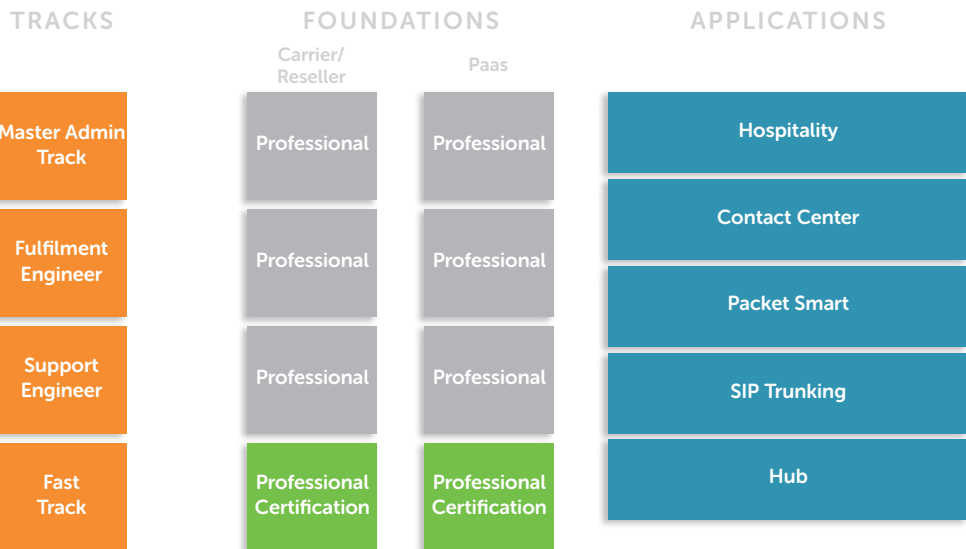 TRACKS
FOUNDATIONS
APPLICATIONS
Carrier/
Reseller
Paas
Master Admin
Track
Professional
Professional
Hospitality
Contact Center
Fulfilment
Engineer
Professional
Professional
Packet Smart
Support
Engineer
Professional
Professional
SIP Trunking
Hub
Fast
Track
Professional
Certification
Professional
Certification